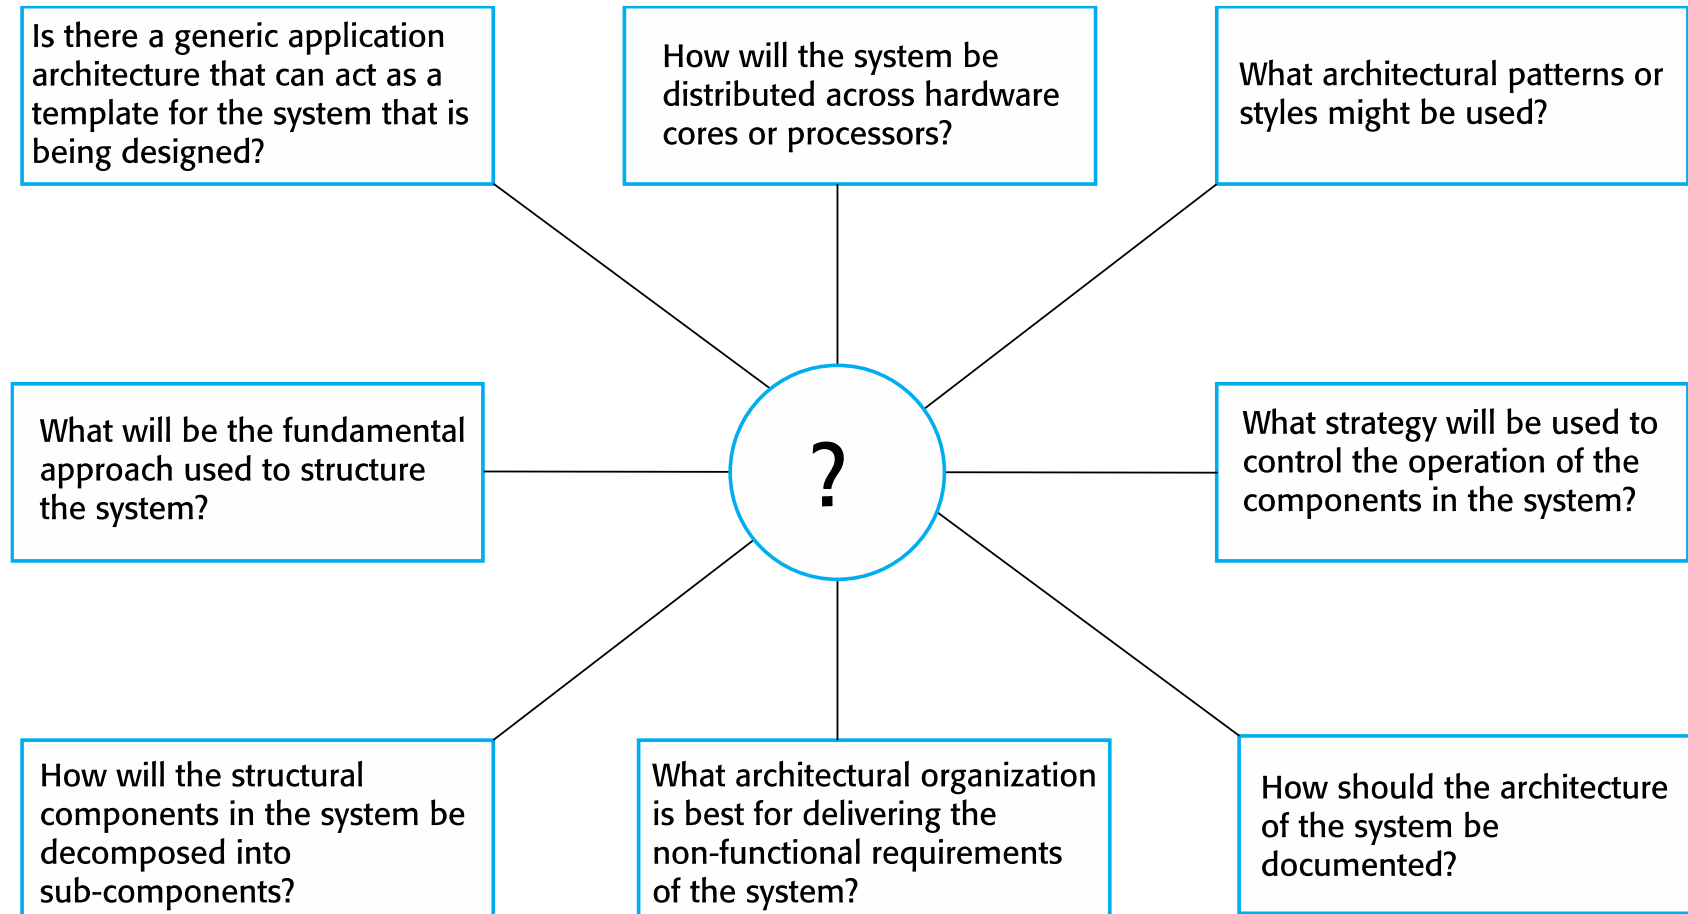 Is there a generic application
architecture that can act as a
template for the system that is
being designed?
How will the system be
distributed across hardware
cores or processors?
What architectural patterns or
styles might be used?
What will be the fundamental
approach used to structure
the system?
?
What strategy will be used to
control the operation of the
components in the system?
How will the structural
components in the system be
decomposed into
sub-components?
What architectural organization
is best for delivering the
non-functional requirements
of the system?
How should the architecture
of the system be
documented?